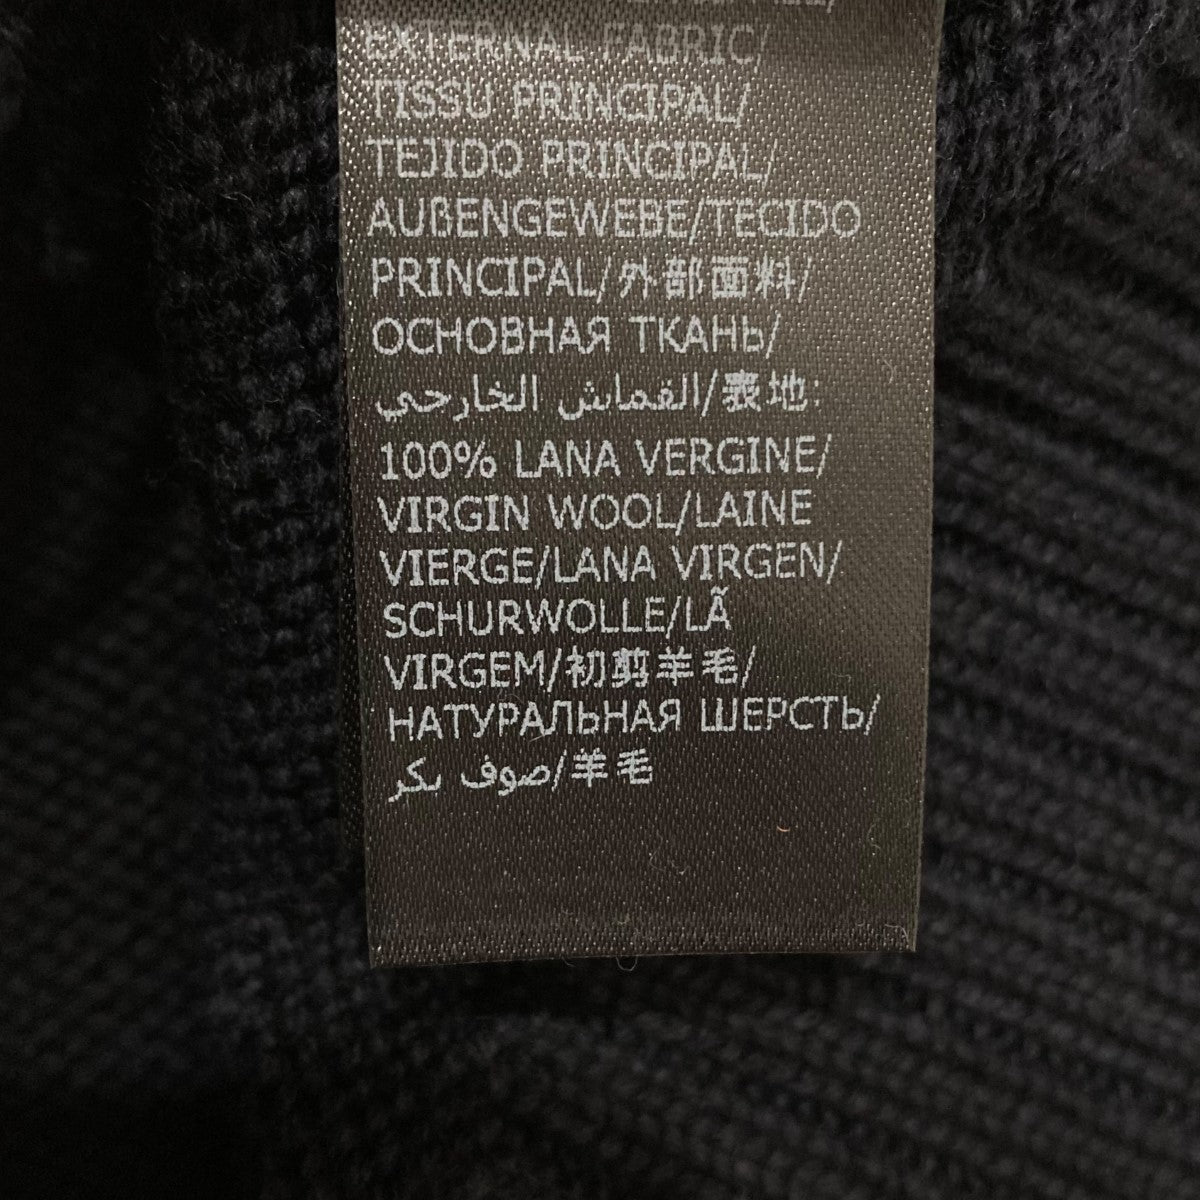 EXTERNAL FABRIC/
TISSU PRINCIPAL/
TEJIDO PRINCIPAL/
AUßENGEWEBE/TECIDO
PRINCIPAL/外部面料/
ОСНОВНАЯ ТКАНЬ/
القماش الخارجي/表地:
100% LANA VERGINE/
VIRGIN WOOL/LAINE
VIERGE/LANA VIRGEN/
SCHURWOLLE/LÃ
VIRGEM/初剪羊毛/
НАТУРАЛЬНАЯ ШЕРСТЬ/
صوف بكر/羊毛